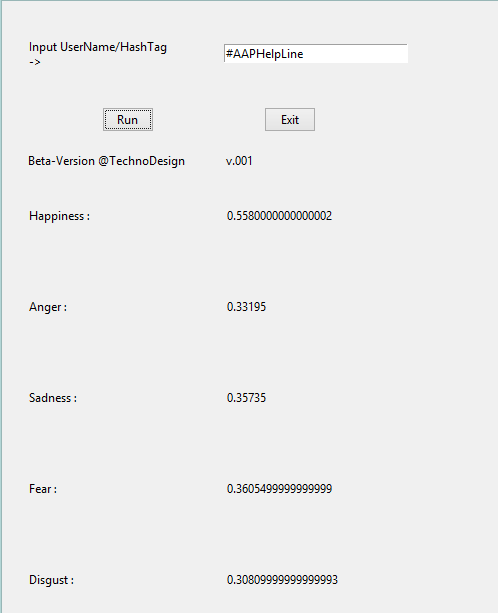 Input UserName/HashTag
->
#AAPHelpLine
Run Exit
Beta-Version @TechnoDesign v.001
Happiness : 0.5580000000000002
Anger : 0.33195
Sadness : 0.35735
Fear : 0.3605499999999999
Disgust : 0.30809999999999993